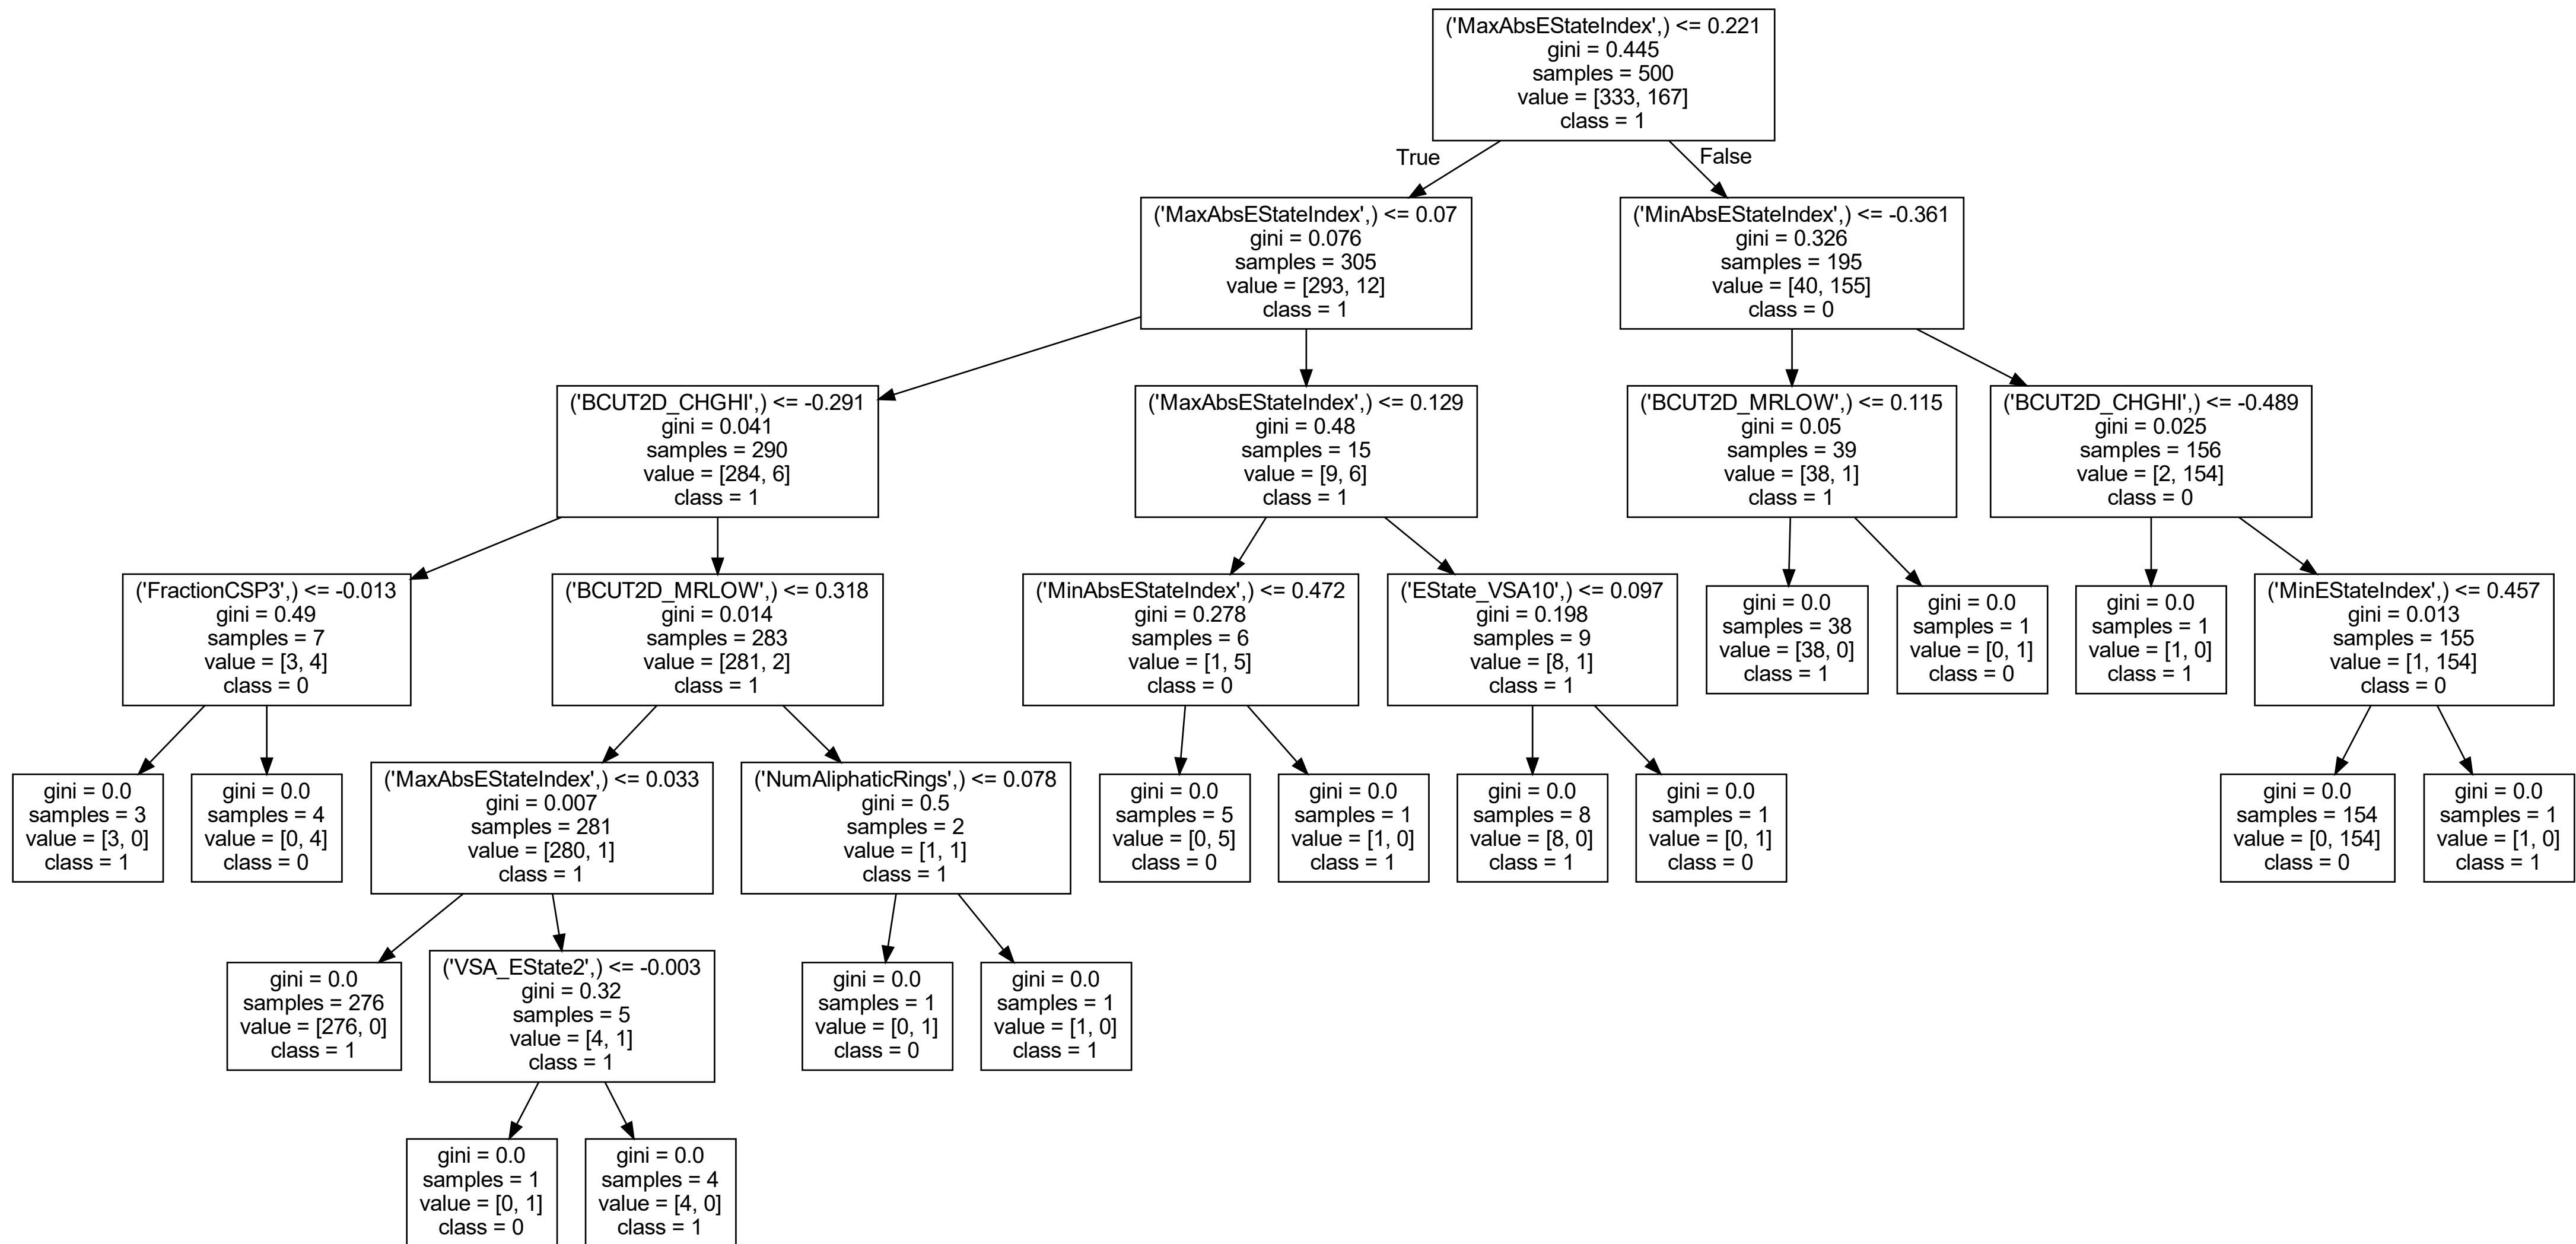 ('MaxAbsEStateIndex',) <= 0.221
gini = 0.445
samples = 500
value = [333, 167]
class = 1
True
False
('MaxAbsEStateIndex',) <= 0.07
gini = 0.076
samples = 305
value = [293, 12]
class = 1
('MinAbsEStateIndex',) <= -0.361
gini = 0.326
samples = 195
value = [40, 155]
class = 0
('BCUT2D_CHGHI',) <= -0.291
gini = 0.041
samples = 290
value = [284, 6]
class = 1
('MaxAbsEStateIndex',) <= 0.129
gini = 0.48
samples = 15
value = [9, 6]
class = 1
('BCUT2D_MRLOW',) <= 0.115
gini = 0.05
samples = 39
value = [38, 1]
class = 1
('BCUT2D_CHGHI',) <= -0.489
gini = 0.025
samples = 156
value = [2, 154]
class = 0
('FractionCSP3',) <= -0.013
gini = 0.49
samples = 7
value = [3, 4]
class = 0
('BCUT2D_MRLOW',) <= 0.318
gini = 0.014
samples = 283
value = [281, 2]
class = 1
('MinAbsEStateIndex',) <= 0.472
gini = 0.278
samples = 6
value = [1, 5]
class = 0
('EState_VSA10',) <= 0.097
gini = 0.198
samples = 9
value = [8, 1]
class = 1
gini = 0.0
samples = 38
value = [38, 0]
class = 1
gini = 0.0
samples = 1
value = [0, 1]
class = 0
gini = 0.0
samples = 1
value = [1, 0]
class = 1
('MinEStateIndex',) <= 0.457
gini = 0.013
samples = 155
value = [1, 154]
class = 0
gini = 0.0
samples = 3
value = [3, 0]
class = 1
gini = 0.0
samples = 4
value = [0, 4]
class = 0
('MaxAbsEStateIndex',) <= 0.033
gini = 0.007
samples = 281
value = [280, 1]
class = 1
('NumAliphaticRings',) <= 0.078
gini = 0.5
samples = 2
value = [1, 1]
class = 1
gini = 0.0
samples = 5
value = [0, 5]
class = 0
gini = 0.0
samples = 1
value = [1, 0]
class = 1
gini = 0.0
samples = 8
value = [8, 0]
class = 1
gini = 0.0
samples = 1
value = [0, 1]
class = 0
gini = 0.0
samples = 154
value = [0, 154]
class = 0
gini = 0.0
samples = 1
value = [1, 0]
class = 1
gini = 0.0
samples = 276
value = [276, 0]
class = 1
('VSA_EState2',) <= -0.003
gini = 0.32
samples = 5
value = [4, 1]
class = 1
gini = 0.0
samples = 1
value = [0, 1]
class = 0
gini = 0.0
samples = 1
value = [1, 0]
class = 1
gini = 0.0
samples = 1
value = [0, 1]
class = 0
gini = 0.0
samples = 4
value = [4, 0]
class = 1